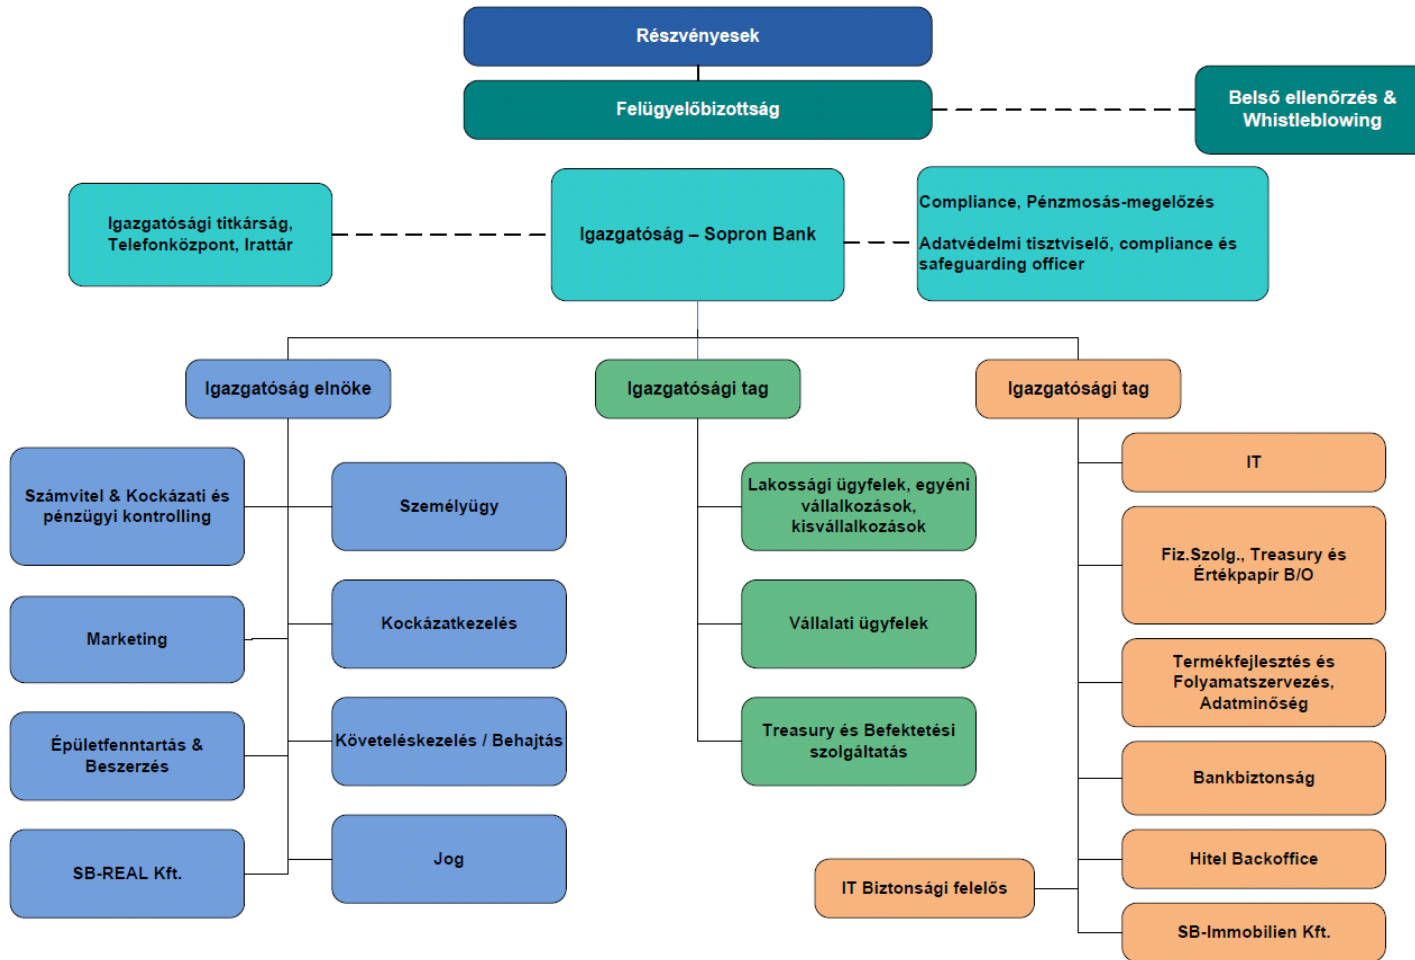 Részvényesek
Felügyelőbizottság
Belső ellenőrzés &
Whistleblowing
Igazgatósági titkárság,
Telefonközpont, Irattár
Igazgatóság – Sopron Bank
Compliance, Pénzmosás-megelőzés
Adatvédelmi tisztviselő, compliance és
safeguarding officer
Igazgatóság elnöke
Igazgatósági tag
Igazgatósági tag
Számvitel & Kockázati és
pénzügyi kontrolling
Marketing
Épületfenntartás &
Beszerzés
SB-REAL Kft.
Személyügy
Kockázatkezelés
Követeléskezelés / Behajtás
Jog
Lakossági ügyfelek, egyéni
vállalkozások,
kisvállalkozások
Vállalati ügyfelek
Treasury és Befektetési
szolgáltatás
IT
Fiz.Szolg., Treasury és
Értékpapír B/O
Termékfejlesztés és
Folyamatszervezés,
Adatminőség
Bankbiztonság
Hitel Backoffice
IT Biztonsági felelős
SB-Immobilien Kft.